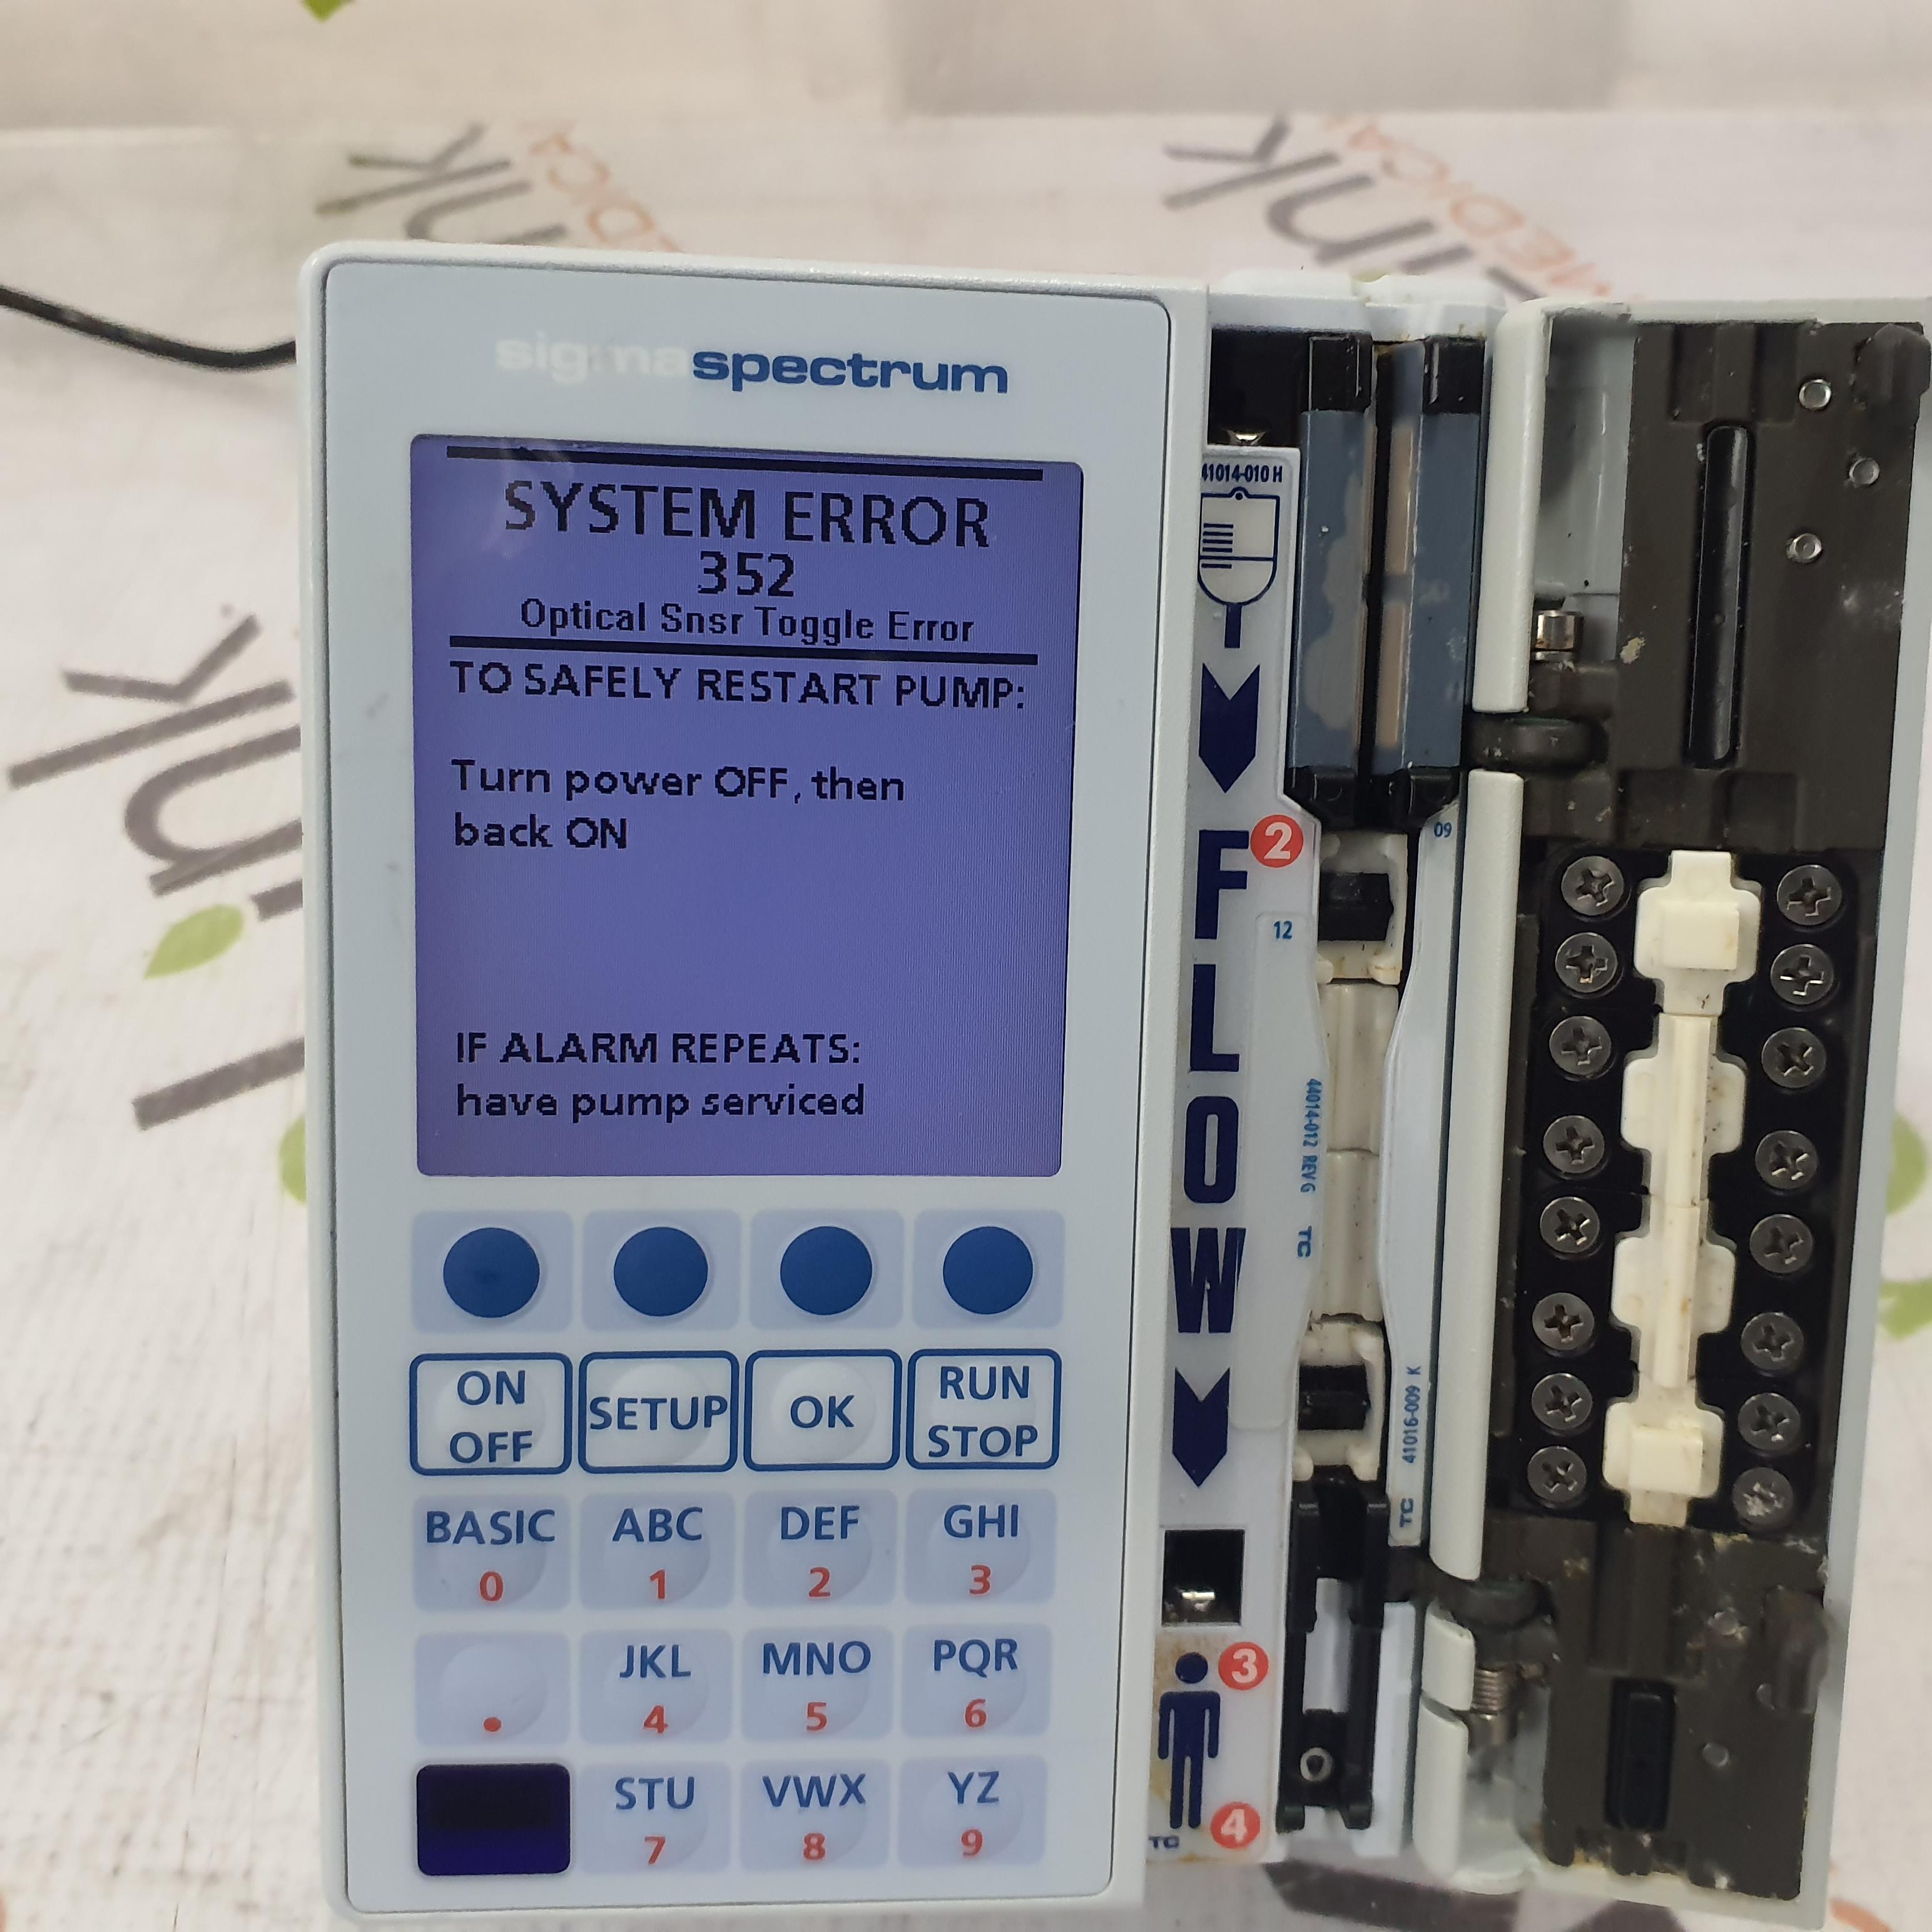 sigma spectrum
SYSTEM ERROR
352
Optical Snsr Toggle Error
TO SAFELY RESTART PUMP:
Turn power OFF, then
back ON
IF ALARM REPEATS:
have pump serviced
ON
OFF
SETUP
OK
RUN
STOP
BASIC
0
ABC
1
DEF
2
GHI
3
.
JKL
4
MNO
5
PQR
6
STU
7
VWX
8
YZ
9
41014-010 H
FLOW
2
12
09
44014-012 REV G TC
41016-009 K
TC
3
4
TC